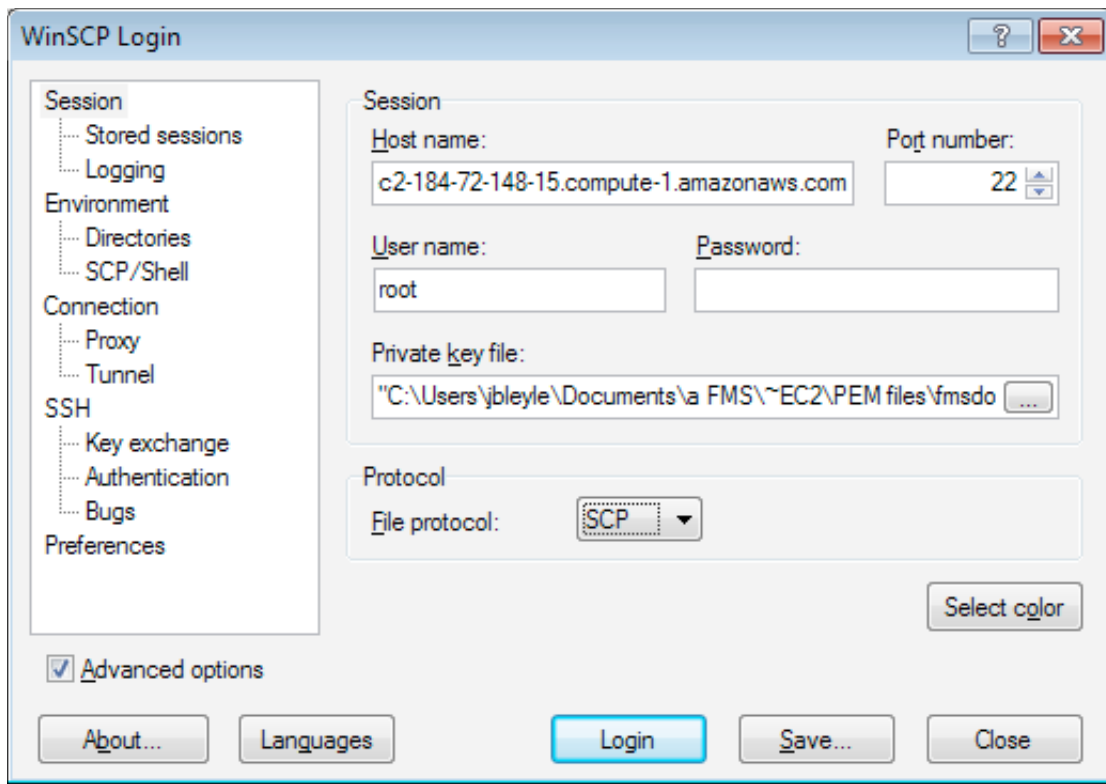 WinSCP Login
Session
Stored sessions
Logging
Environment
Directories
SCP/Shell
Connection
Proxy
Tunnel
SSH
Key exchange
Authentication
Bugs
Preferences
Session
Host name:
Port number:
c2-184-72-148-15.compute-1.amazonaws.com
22
User name:
Password:
root
Private key file:
"C:\Users\jbleyle\Documents\a FMS\~EC2\PEM files\fmsdo
...
Protocol
File protocol:
SCP
Select color
Advanced options
About...
Languages
Login
Save...
Close